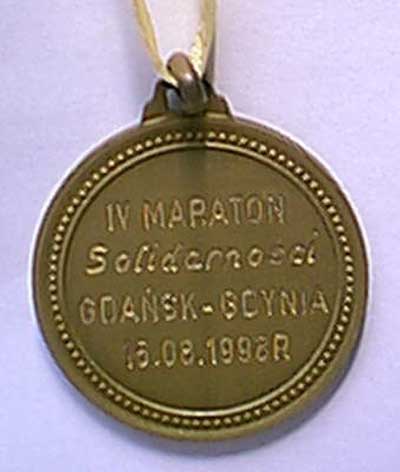 IV MARATON
Solidarności
GDAŃSK-GDYNIA
15.08.1998R